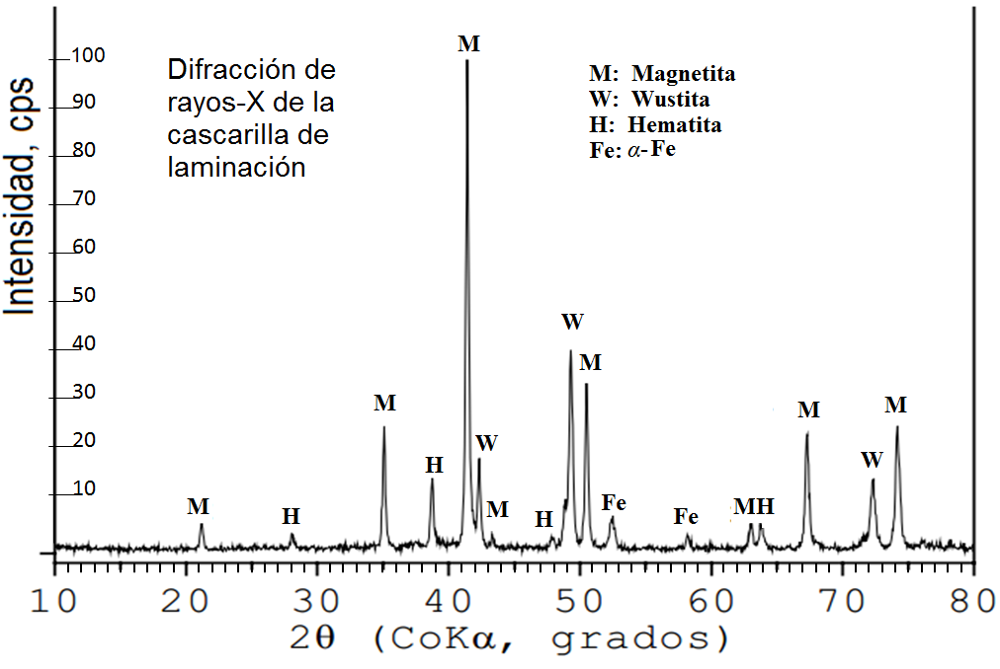 Difracción de
rayos-X de la
cascarilla de
laminación
M: Magnetita
W: Wustita
H: Hematita
Fe: α-Fe
Intensidad, cps
100
90
80
70
60
50
40
30
20
10
M
H
M
H
M
W
M
H
W
M
Fe
Fe
MH
M
W
M
10 20 30 40 50 60 70 80
2θ (CoKα, grados)